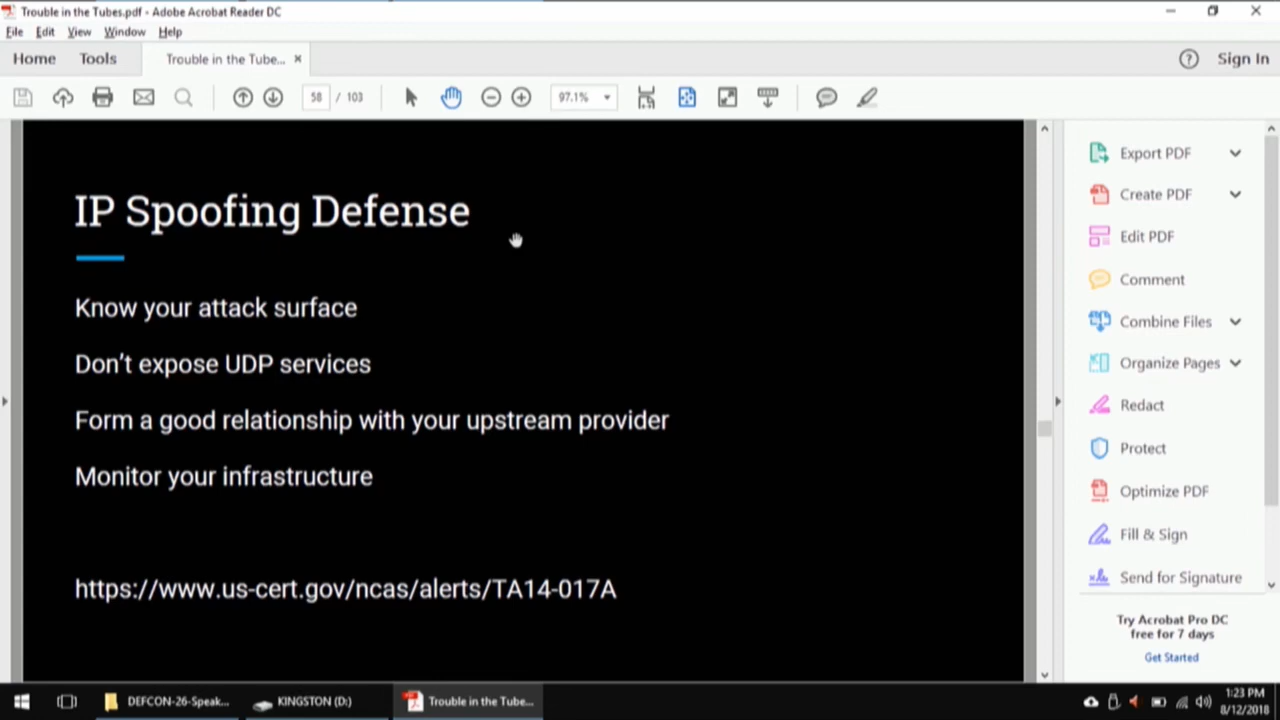 Trouble in the Tubes.pdf - Adobe Acrobat Reader DC
File Edit View Window Help
Home Tools Trouble in the Tube... × Sign In
58 / 103 97.1%
IP Spoofing Defense
Know your attack surface
Don't expose UDP services
Form a good relationship with your upstream provider
Monitor your infrastructure
https://www.us-cert.gov/ncas/alerts/TA14-017A
Export PDF
Create PDF
Edit PDF
Comment
Combine Files
Organize Pages
Redact
Protect
Optimize PDF
Fill & Sign
Send for Signature
Try Acrobat Pro DC
free for 7 days
Get Started
DEFCON-26-Speak... KINGSTON (D:) Trouble in the Tube... 1:23 PM
8/12/2018